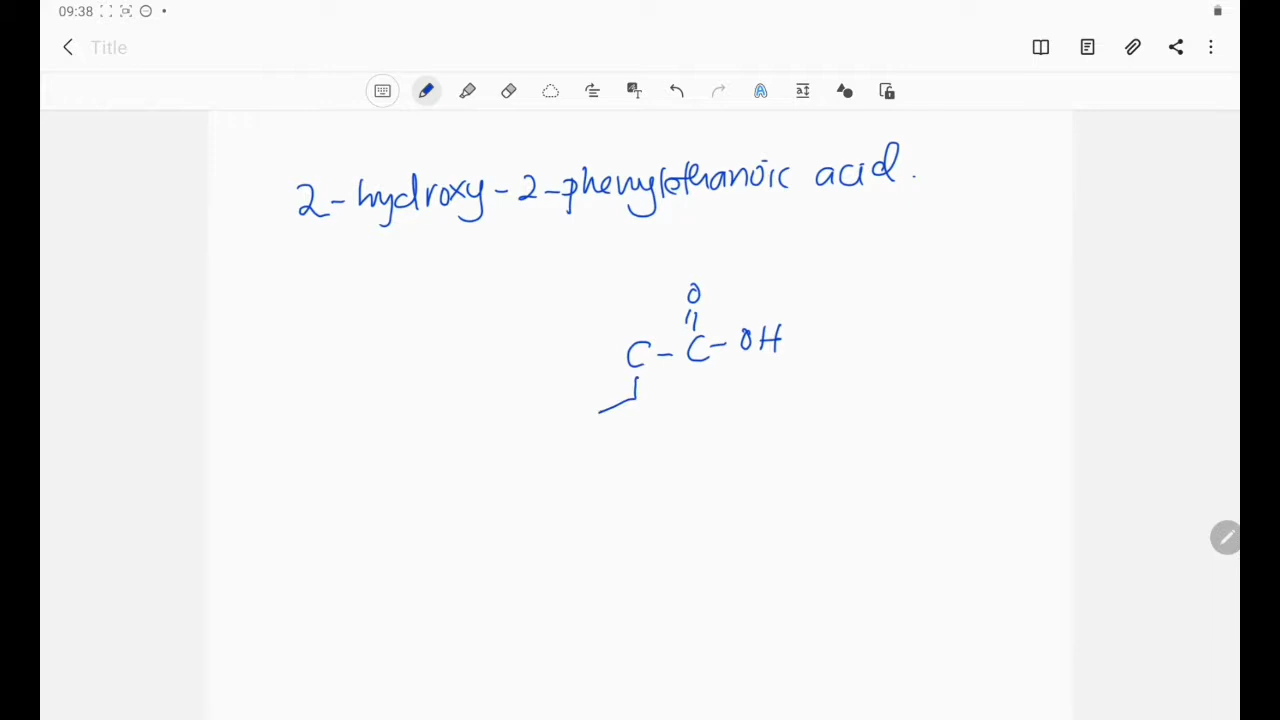 09:38
Title
2-hydroxy-2-phenylethanoic acid.
O
C - C - OH